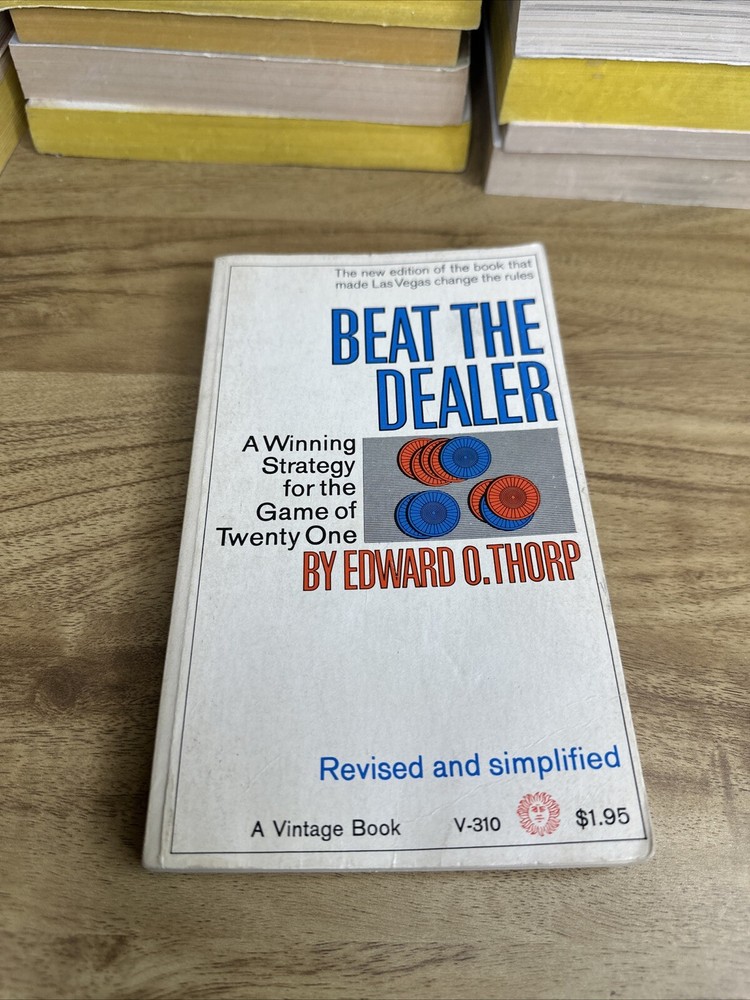 The new edition of the book that
made Las Vegas change the rules
BEAT THE
DEALER
A Winning
Strategy
for the
Game of
Twenty One
BY EDWARD O. THORP
Revised and simplified
A Vintage Book V-310 $1.95